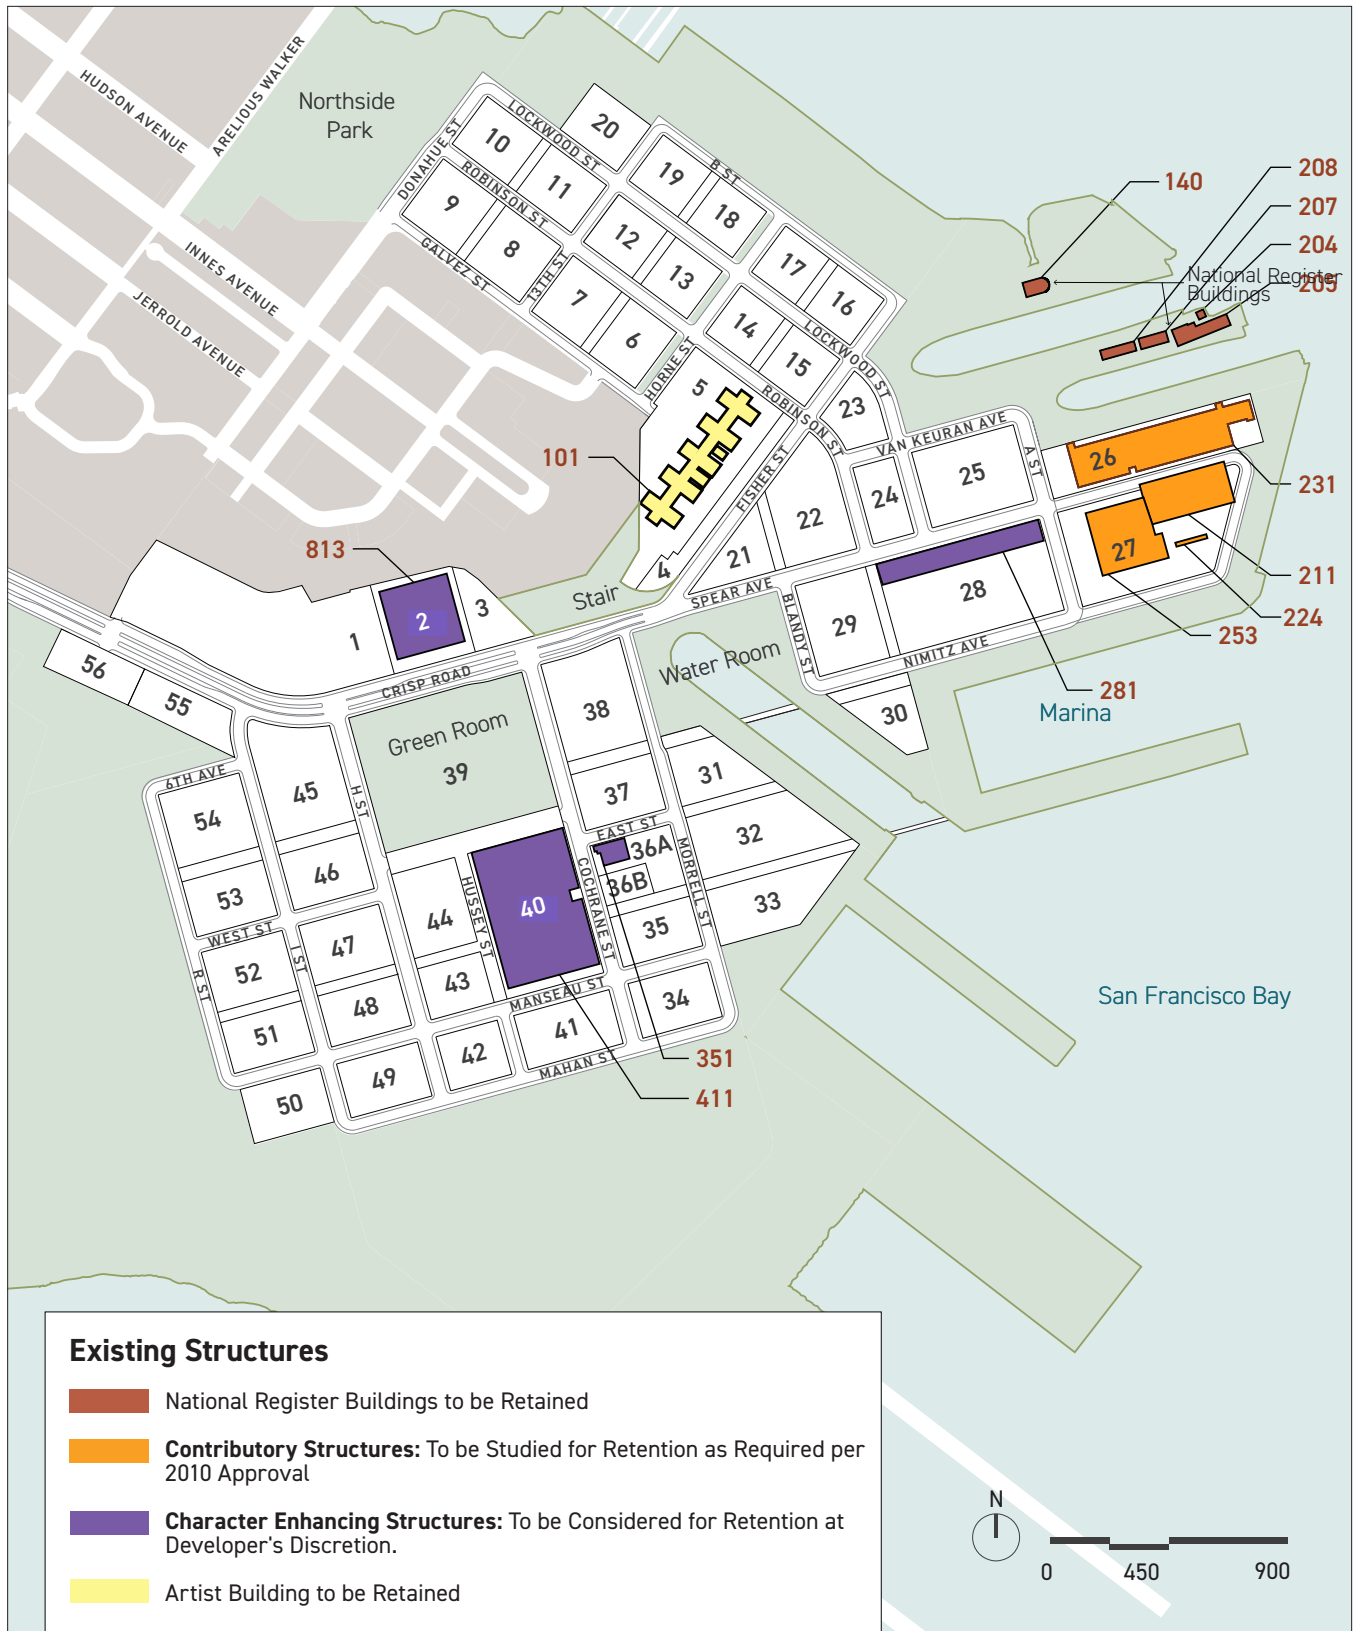 HUDSON AVENUE
ARELIOUS WALKER
Northside
Park
INNES AVENUE
JERROLD AVENUE
DONAHUE ST
LOCKWOOD ST
ROBINSON ST
GALVEZ ST
13TH ST
B ST
HORNE ST
LOCKWOOD ST
ROBINSON ST
FISHER ST
20
10
11
19
18
9
8
12
13
17
16
7
6
14
15
5
23
140
208
207
204
205
National Register
Buildings
VAN KEURAN AVE
A ST
26
25
24
22
21
4
27
231
211
224
253
101
813
Stair
SPEAR AVE
BLANDY ST
28
29
NIMITZ AVE
281
30
Marina
Water Room
1
2
3
CRISP ROAD
56
55
Green Room
39
38
37
31
32
33
6TH AVE
54
45
H ST
EAST ST
36A
36B
MORRELL ST
COCHRANE ST
HUSSEY ST
40
44
46
53
WEST ST
I ST
R ST
52
47
35
43
48
51
MANSEAU ST
34
41
42
49
50
MAHAN ST
351
411
San Francisco Bay
Existing Structures
National Register Buildings to be Retained
Contributory Structures: To be Studied for Retention as Required per
2010 Approval
Character Enhancing Structures: To be Considered for Retention at
Developer's Discretion.
Artist Building to be Retained
N
0 450 900